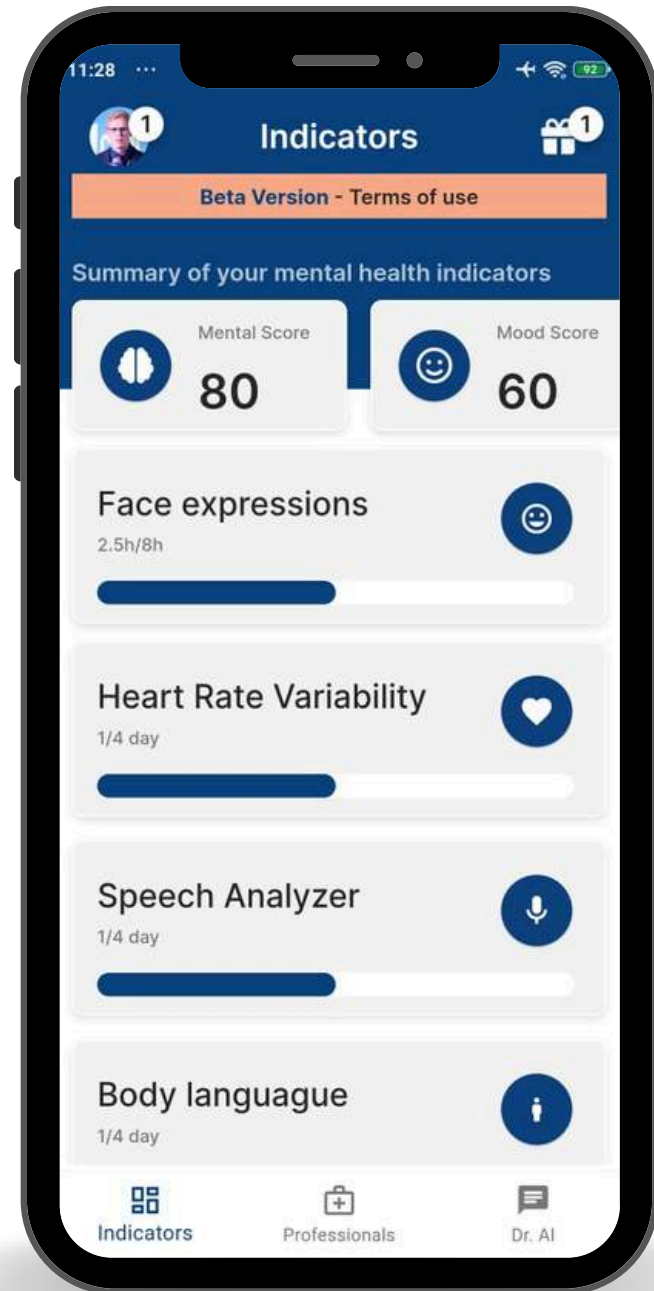 11:28 ...
92
1
Indicators
1
Beta Version - Terms of use
Summary of your mental health indicators
Mental Score
80
Mood Score
60
Face expressions
2.5h/8h
Heart Rate Variability
1/4 day
Speech Analyzer
1/4 day
Body languague
1/4 day
Indicators
Professionals
Dr. AI